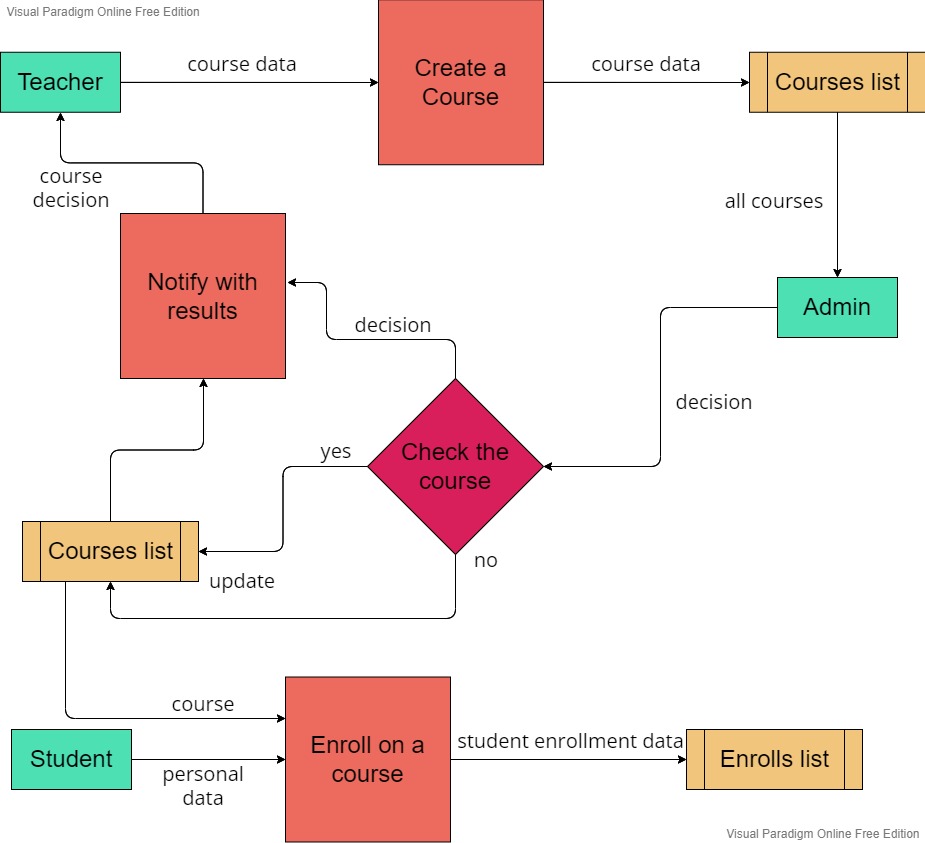 Visual Paradigm Online Free Edition
Teacher
course data
Create a
Course
course data
Courses list
course
decision
all courses
Notify with
results
decision
Admin
decision
yes
Check the
course
Courses list
update
no
course
Student
personal
data
Enroll on a
course
student enrollment data
Enrolls list
Visual Paradigm Online Free Edition